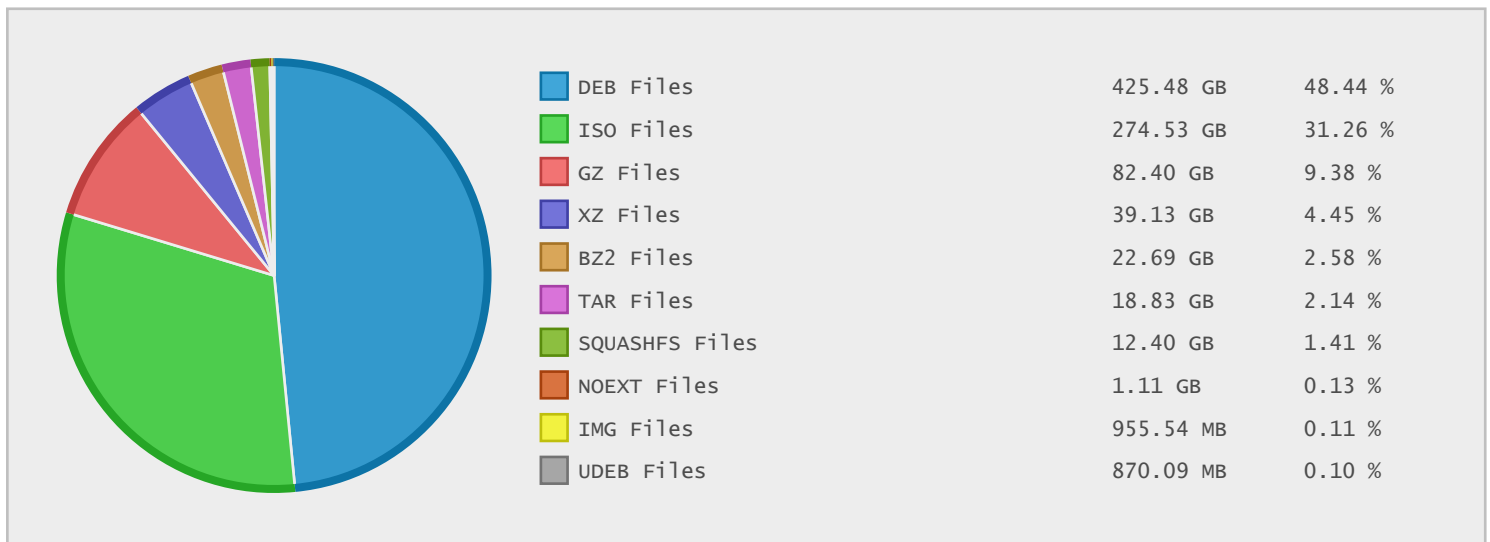 DEB Files 425.48 GB 48.44 %
ISO Files 274.53 GB 31.26 %
GZ Files 82.40 GB 9.38 %
XZ Files 39.13 GB 4.45 %
BZ2 Files 22.69 GB 2.58 %
TAR Files 18.83 GB 2.14 %
SQUASHFS Files 12.40 GB 1.41 %
NOEXT Files 1.11 GB 0.13 %
IMG Files 955.54 MB 0.11 %
UDEB Files 870.09 MB 0.10 %